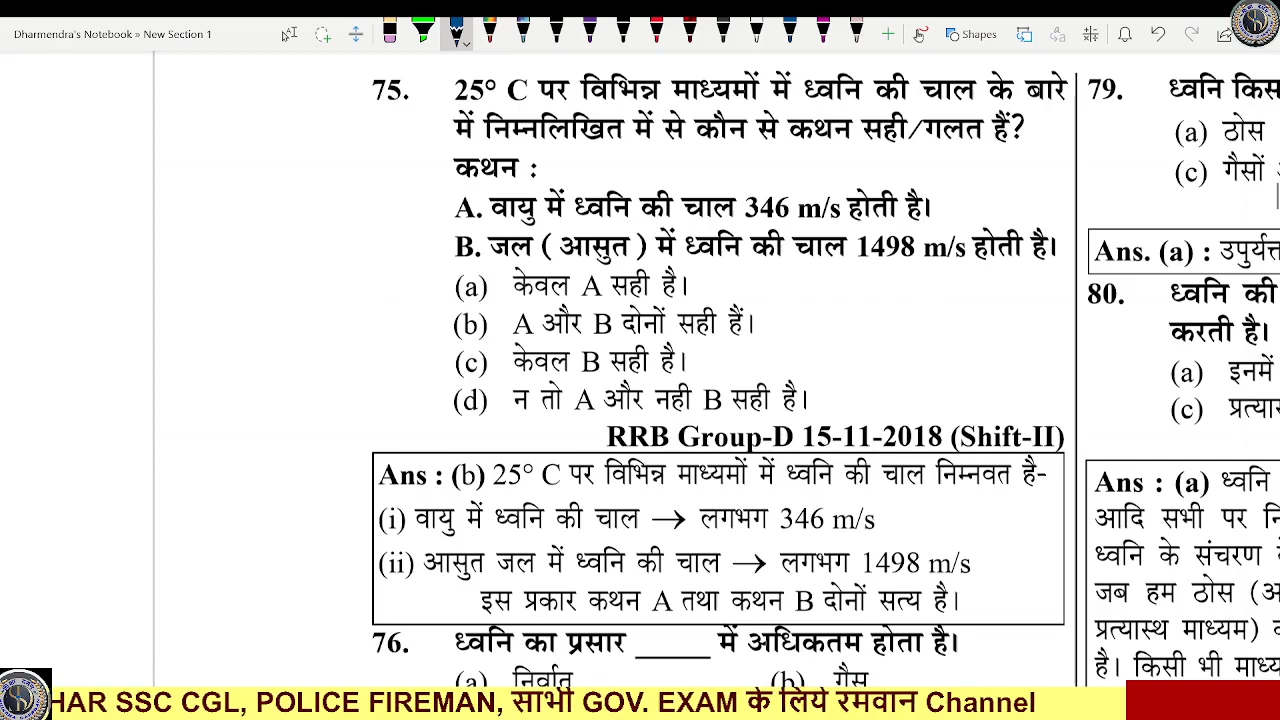 Dharmendra's Notebook » New Section 1
Shapes
75. 25° C पर विभिन्न माध्यमों में ध्वनि की चाल के बारे
में निम्नलिखित में से कौन से कथन सही/गलत हैं?
कथन :
A. वायु में ध्वनि की चाल 346 m/s होती है।
B. जल ( आसुत ) में ध्वनि की चाल 1498 m/s होती है।
(a) केवल A सही है।
(b) A और B दोनों सही हैं।
(c) केवल B सही है।
(d) न तो A और नही B सही है।
RRB Group-D 15-11-2018 (Shift-II)
Ans : (b) 25° C पर विभिन्न माध्यमों में ध्वनि की चाल निम्नवत है-
(i) वायु में ध्वनि की चाल → लगभग 346 m/s
(ii) आसुत जल में ध्वनि की चाल → लगभग 1498 m/s
इस प्रकार कथन A तथा कथन B दोनों सत्य है।
76. ध्वनि का प्रसार _____ में अधिकतम होता है।
(a) निर्वात (b) गैस
79. ध्वनि किस
(a) ठोस
(c) गैसों
Ans. (a) : उपुर्यक्त
80. ध्वनि की
करती है।
(a) इनमें
(c) प्रत्यास
Ans : (a) ध्वनि
आदि सभी पर नि
ध्वनि के संचरण
जब हम ठोस (अ
प्रत्यास्थ माध्यम)
है। किसी भी माध्य
HAR SSC CGL, POLICE FIREMAN, साभी GOV. EXAM के लिये रमवान Channel